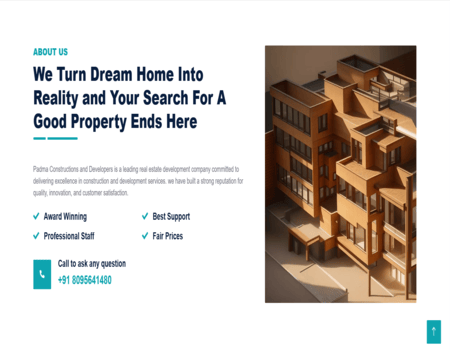 ABOUT US
We Turn Dream Home Into
Reality and Your Search For A
Good Property Ends Here
Padma Constructions and Developers is a leading real estate development company committed to
delivering excellence in construction and development services. we have built a strong reputation for
quality, innovation, and customer satisfaction.
Award Winning
Best Support
Professional Staff
Fair Prices
Call to ask any question
+91 8095641480